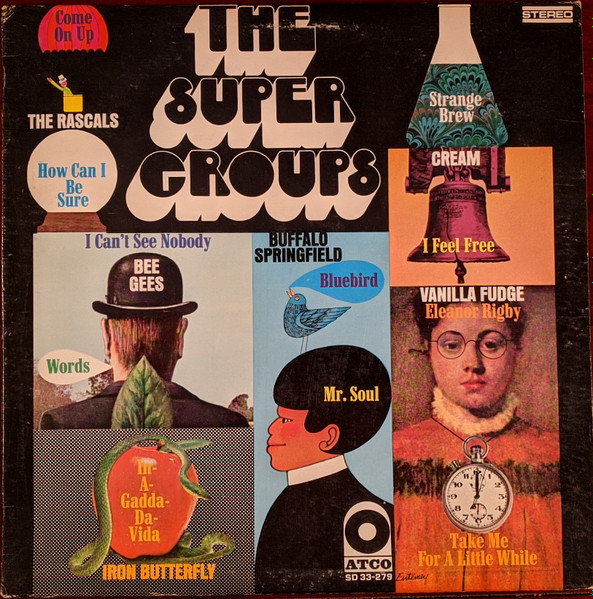 Come
On Up
THE RASCALS
How Can I
Be
Sure
THE
SUPER
GROUPS
STEREO
Strange
Brew
CREAM
I Feel Free
I Can't See Nobody
BEE
GEES
Words
BUFFALO
SPRINGFIELD
Bluebird
Mr. Soul
VANILLA FUDGE
Eleanor Rigby
Take Me
For A Little While
In-
A-
Gadda-
Da-
Vida
IRON BUTTERFLY
ATCO
SD 33-279